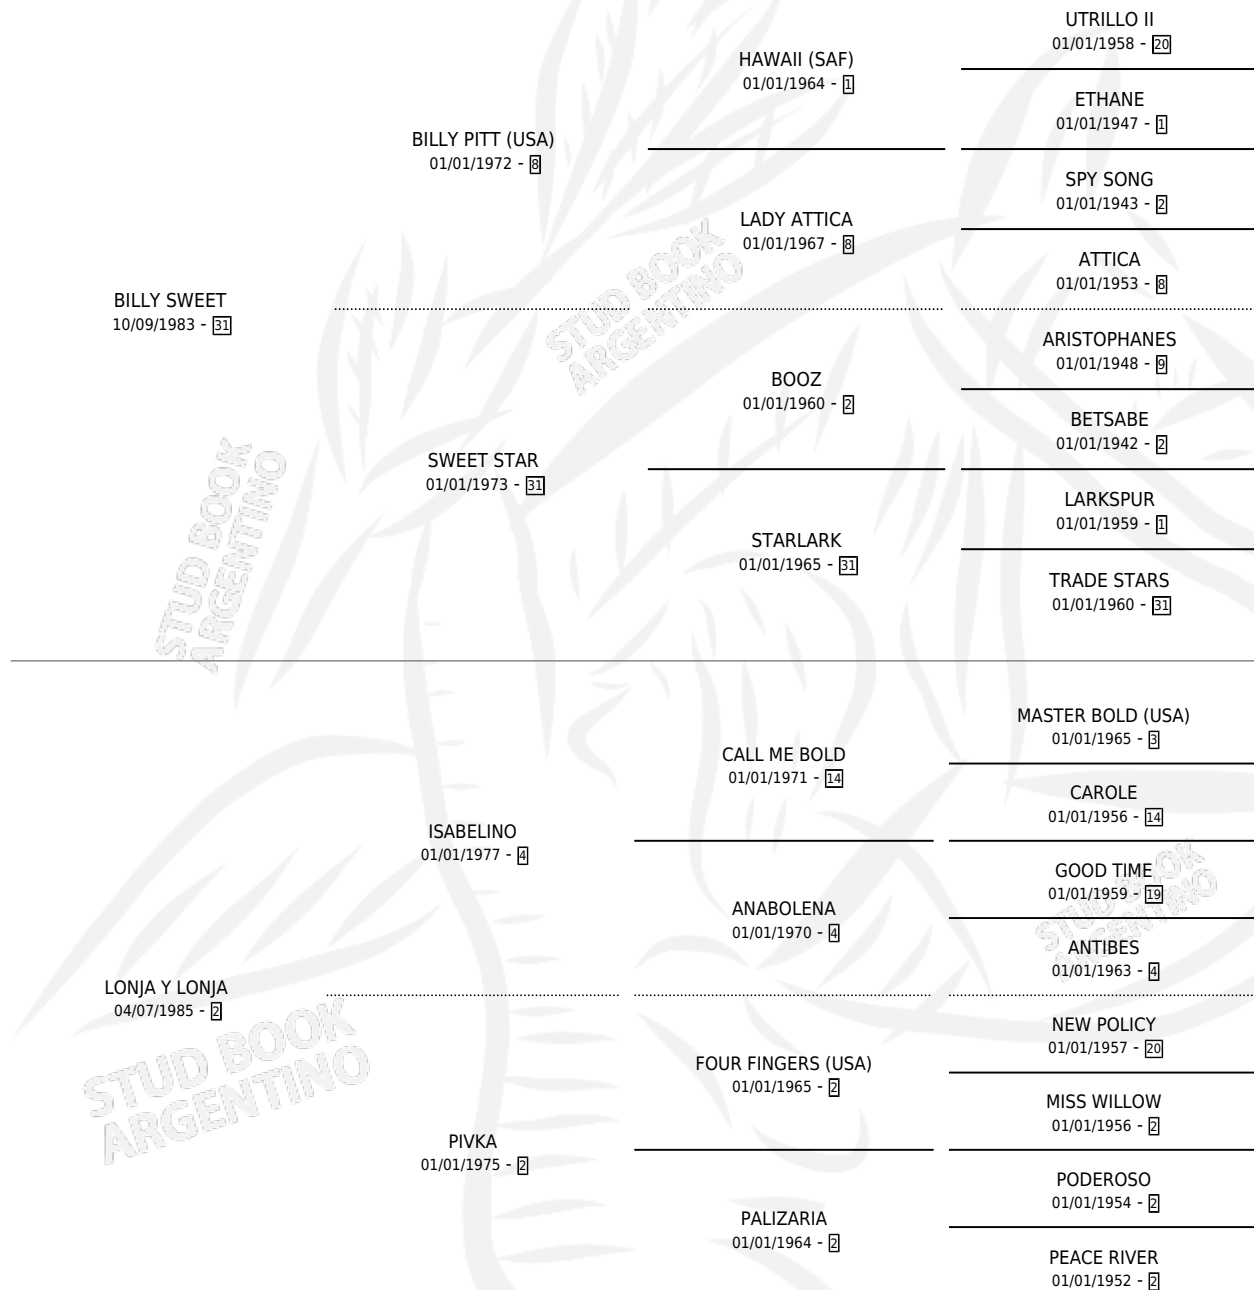 UTRILLO II
01/01/1958 - 20
HAWAII (SAF)
01/01/1964 - 1
ETHANE
01/01/1947 - 1
BILLY PITT (USA)
01/01/1972 - 8
SPY SONG
01/01/1943 - 2
LADY ATTICA
01/01/1967 - 8
ATTICA
01/01/1953 - 8
BILLY SWEET
10/09/1983 - 31
STUD BOOK
ARGENTINO
ARISTOPHANES
01/01/1948 - 9
BOOZ
01/01/1960 - 2
BETSABE
01/01/1942 - 2
SWEET STAR
01/01/1973 - 31
LARKSPUR
01/01/1959 - 1
STARLARK
01/01/1965 - 31
TRADE STARS
01/01/1960 - 31
STUD BOOK
ARGENTINO
MASTER BOLD (USA)
01/01/1965 - 3
CALL ME BOLD
01/01/1971 - 14
CAROLE
01/01/1956 - 14
ISABELINO
01/01/1977 - 4
GOOD TIME
01/01/1959 - 19
ANABOLENA
01/01/1970 - 4
STUD BOOK
ARGENTINO
ANTIBES
01/01/1963 - 4
LONJA Y LONJA
04/07/1985 - 2
STUD BOOK
ARGENTINO
NEW POLICY
01/01/1957 - 20
FOUR FINGERS (USA)
01/01/1965 - 2
MISS WILLOW
01/01/1956 - 2
PIVKA
01/01/1975 - 2
PODEROSO
01/01/1954 - 2
PALIZARIA
01/01/1964 - 2
PEACE RIVER
01/01/1952 - 2